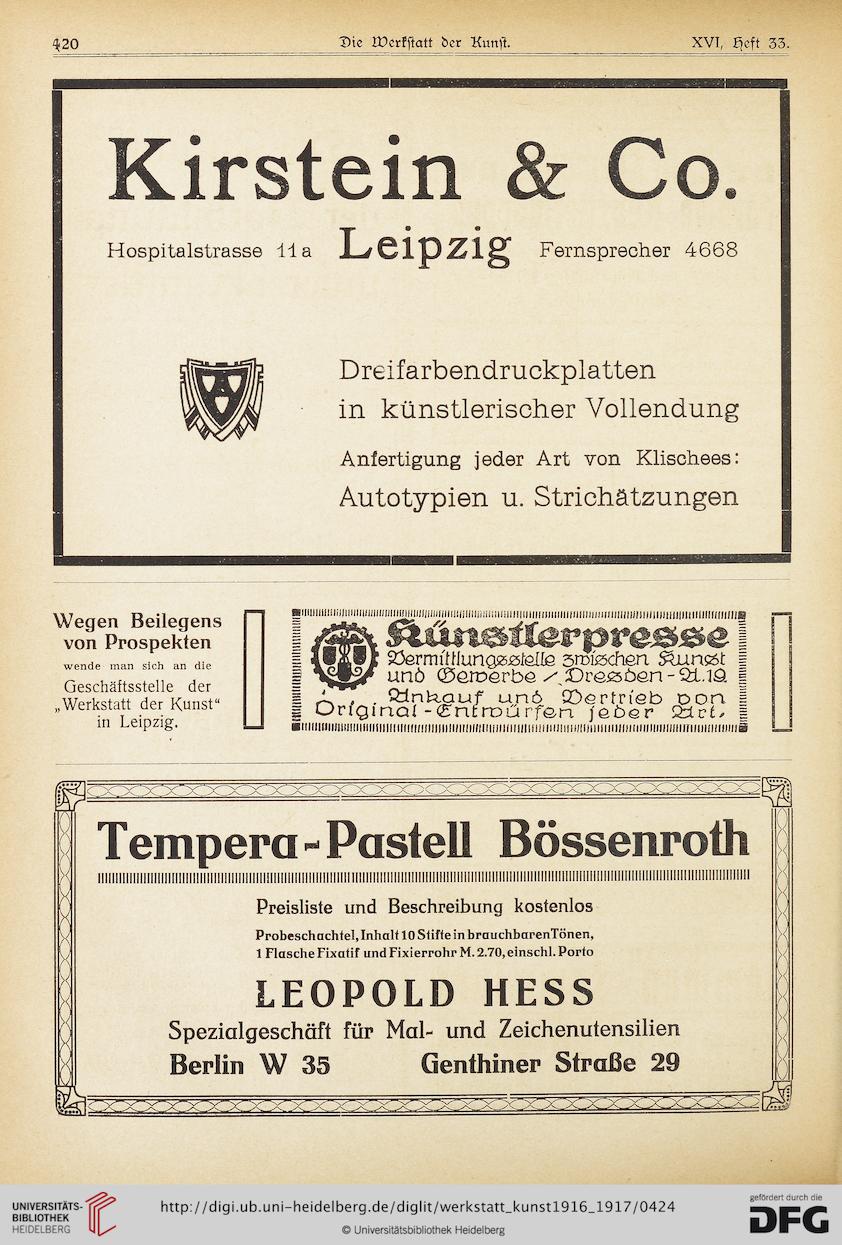 420 Die Werkstatt der Kunst. XVI, Heft 33.
Kirstein & Co.
Hospitalstrasse 11a Leipzig Fernsprecher 4668
Dreifarbendruckplatten
in künstlerischer Vollendung
Anfertigung jeder Art von Klischees:
Autotypien u. Strichätzungen
Wegen Beilegens
von Prospekten
wende man sich an die
Geschäftsstelle der
„Werkstatt der Kunst“
in Leipzig.
Künstlerpresse
Vermittlungsstelle zwischen Kunst
und Gewerbe / Dresden-A.19
Ankauf und Vertrieb von
Original-Entwürfen jeder Art.
Tempera-Pastell Bössenroth
Preisliste und Beschreibung kostenlos
Probeschachtel, Inhalt 10 Stifte in brauchbaren Tönen,
1 Flasche Fixatif und Fixierrohr M. 2.70, einschl. Porto
LEOPOLD HESS
Spezialgeschäft für Mal- und Zeichenutensilien
Berlin W 35 Genthiner Straße 29
UNIVERSITÄTS-
BIBLIOTHEK
HEIDELBERG
http://digi.ub.uni-heidelberg.de/diglit/werkstatt_kunst1916_1917/0424
© Universitätsbibliothek Heidelberg
gefördert durch die
DFG